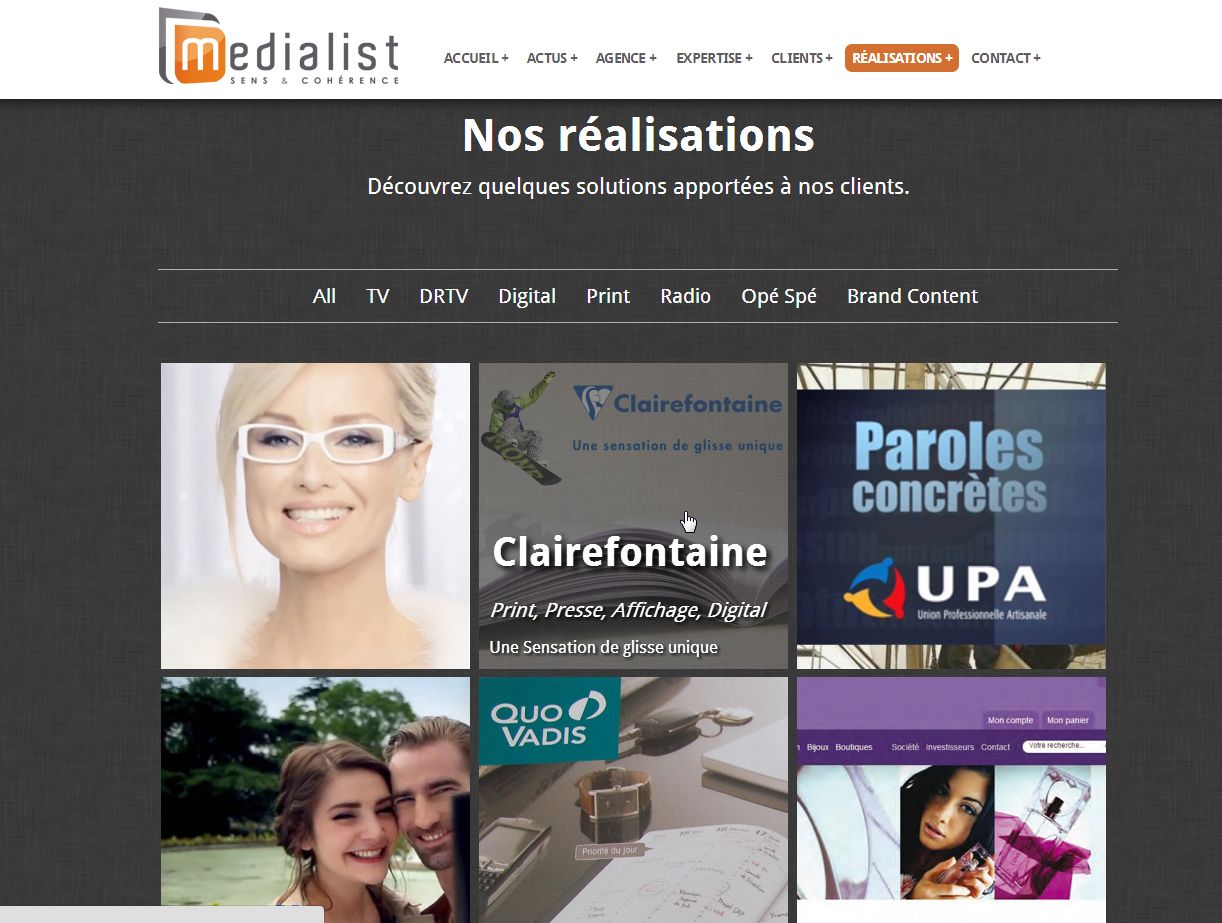 medialist
SENS & COHÉRENCE
ACCUEIL + ACTUS + AGENCE + EXPERTISE + CLIENTS + RÉALISATIONS + CONTACT +
Nos réalisations
Découvrez quelques solutions apportées à nos clients.
All TV DRTV Digital Print Radio Opé Spé Brand Content
Clairefontaine
Une sensation de glisse unique
Clairefontaine
Print, Presse, Affichage, Digital
Une Sensation de glisse unique
Paroles
concrètes
UPA
Union Professionnelle Artisanale
QUO
VADIS
Priorité du jour
Mon compte Mon panier
Bijoux Boutiques Société Investisseurs Contact Votre recherche...